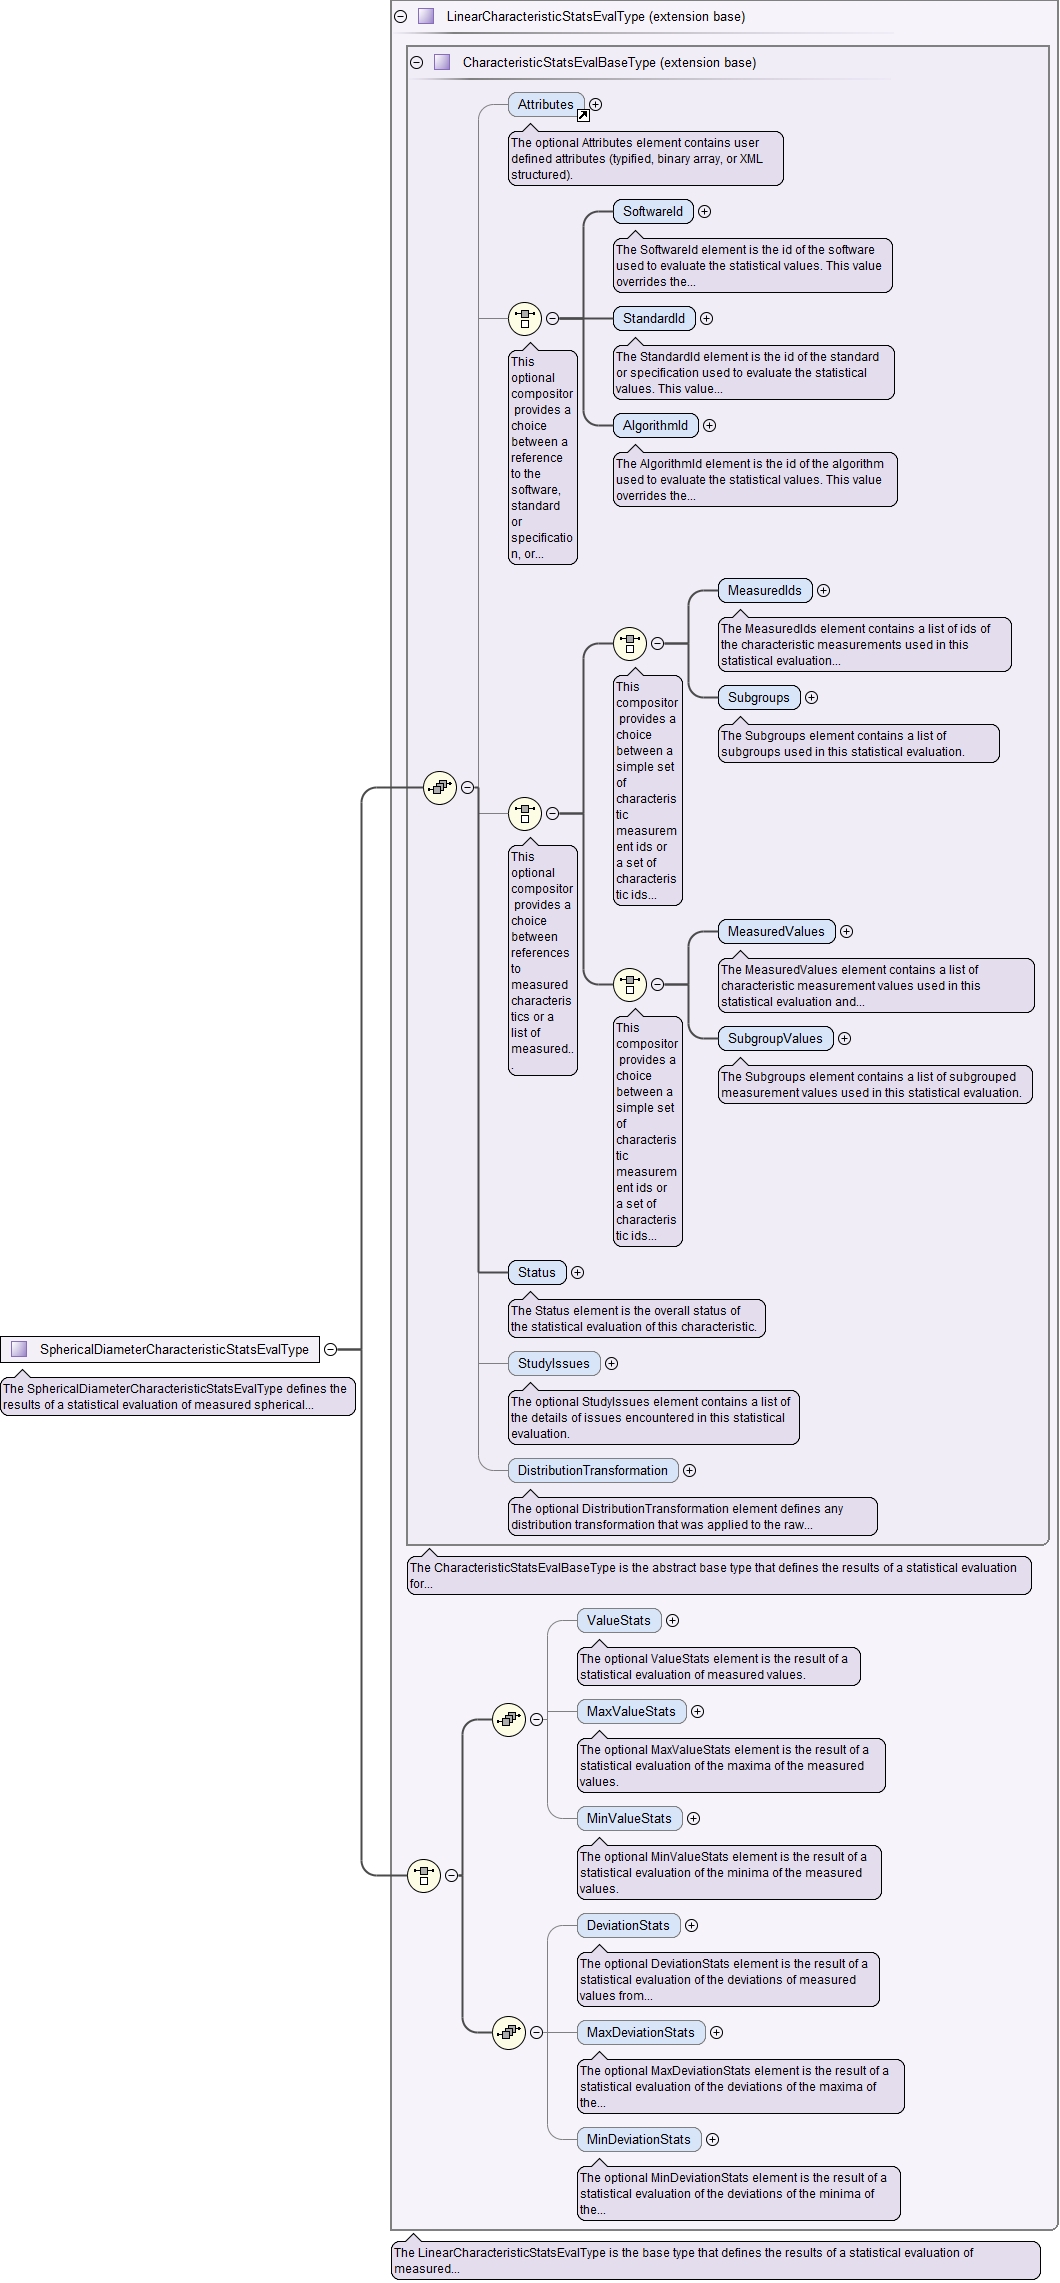 LinearCharacteristicStatsEvalType (extension base)
CharacteristicStatsEvalBaseType (extension base)
Attributes
The optional Attributes element contains user
defined attributes (typified, binary array, or XML
structured).
SoftwareId
The SoftwareId element is the id of the software
used to evaluate the statistical values. This value
overrides the...
StandardId
This
optional
compositor
provides a
choice
between a
reference
to the
software,
standard
or
specificatio
n, or...
The StandardId element is the id of the standard
or specification used to evaluate the statistical
values. This value...
AlgorithmId
The AlgorithmId element is the id of the algorithm
used to evaluate the statistical values. This value
overrides the...
MeasuredIds
The MeasuredIds element contains a list of ids of
the characteristic measurements used in this
statistical evaluation...
This
compositor
provides a
choice
between a
simple set
of
characteris
tic
measurem
ent ids or
a set of
characteris
tic ids...
Subgroups
The Subgroups element contains a list of
subgroups used in this statistical evaluation.
This
optional
compositor
provides a
choice
between
references
to
measured
characteris
tics or a
list of
measured..
.
MeasuredValues
The MeasuredValues element contains a list of
characteristic measurement values used in this
statistical evaluation and...
This
compositor
provides a
choice
between a
simple set
of
characteris
tic
measurem
ent ids or
a set of
characteris
tic ids...
SubgroupValues
The Subgroups element contains a list of subgrouped
measurement values used in this statistical evaluation.
Status
The Status element is the overall status of
the statistical evaluation of this characteristic.
SphericalDiameterCharacteristicStatsEvalType
The SphericalDiameterCharacteristicStatsEvalType defines the
results of a statistical evaluation of measured spherical...
StudyIssues
The optional StudyIssues element contains a list of
the details of issues encountered in this statistical
evaluation.
DistributionTransformation
The optional DistributionTransformation element defines any
distribution transformation that was applied to the raw...
The CharacteristicStatsEvalBaseType is the abstract base type that defines the results of a statistical evaluation
for...
ValueStats
The optional ValueStats element is the result of a
statistical evaluation of measured values.
MaxValueStats
The optional MaxValueStats element is the result of a
statistical evaluation of the maxima of the measured
values.
MinValueStats
The optional MinValueStats element is the result of a
statistical evaluation of the minima of the measured
values.
DeviationStats
The optional DeviationStats element is the result of a
statistical evaluation of the deviations of measured
values from...
MaxDeviationStats
The optional MaxDeviationStats element is the result of a
statistical evaluation of the deviations of the maxima of
the...
MinDeviationStats
The optional MinDeviationStats element is the result of a
statistical evaluation of the deviations of the minima of
the...
The LinearCharacteristicStatsEvalType is the base type that defines the results of a statistical evaluation of
measured...